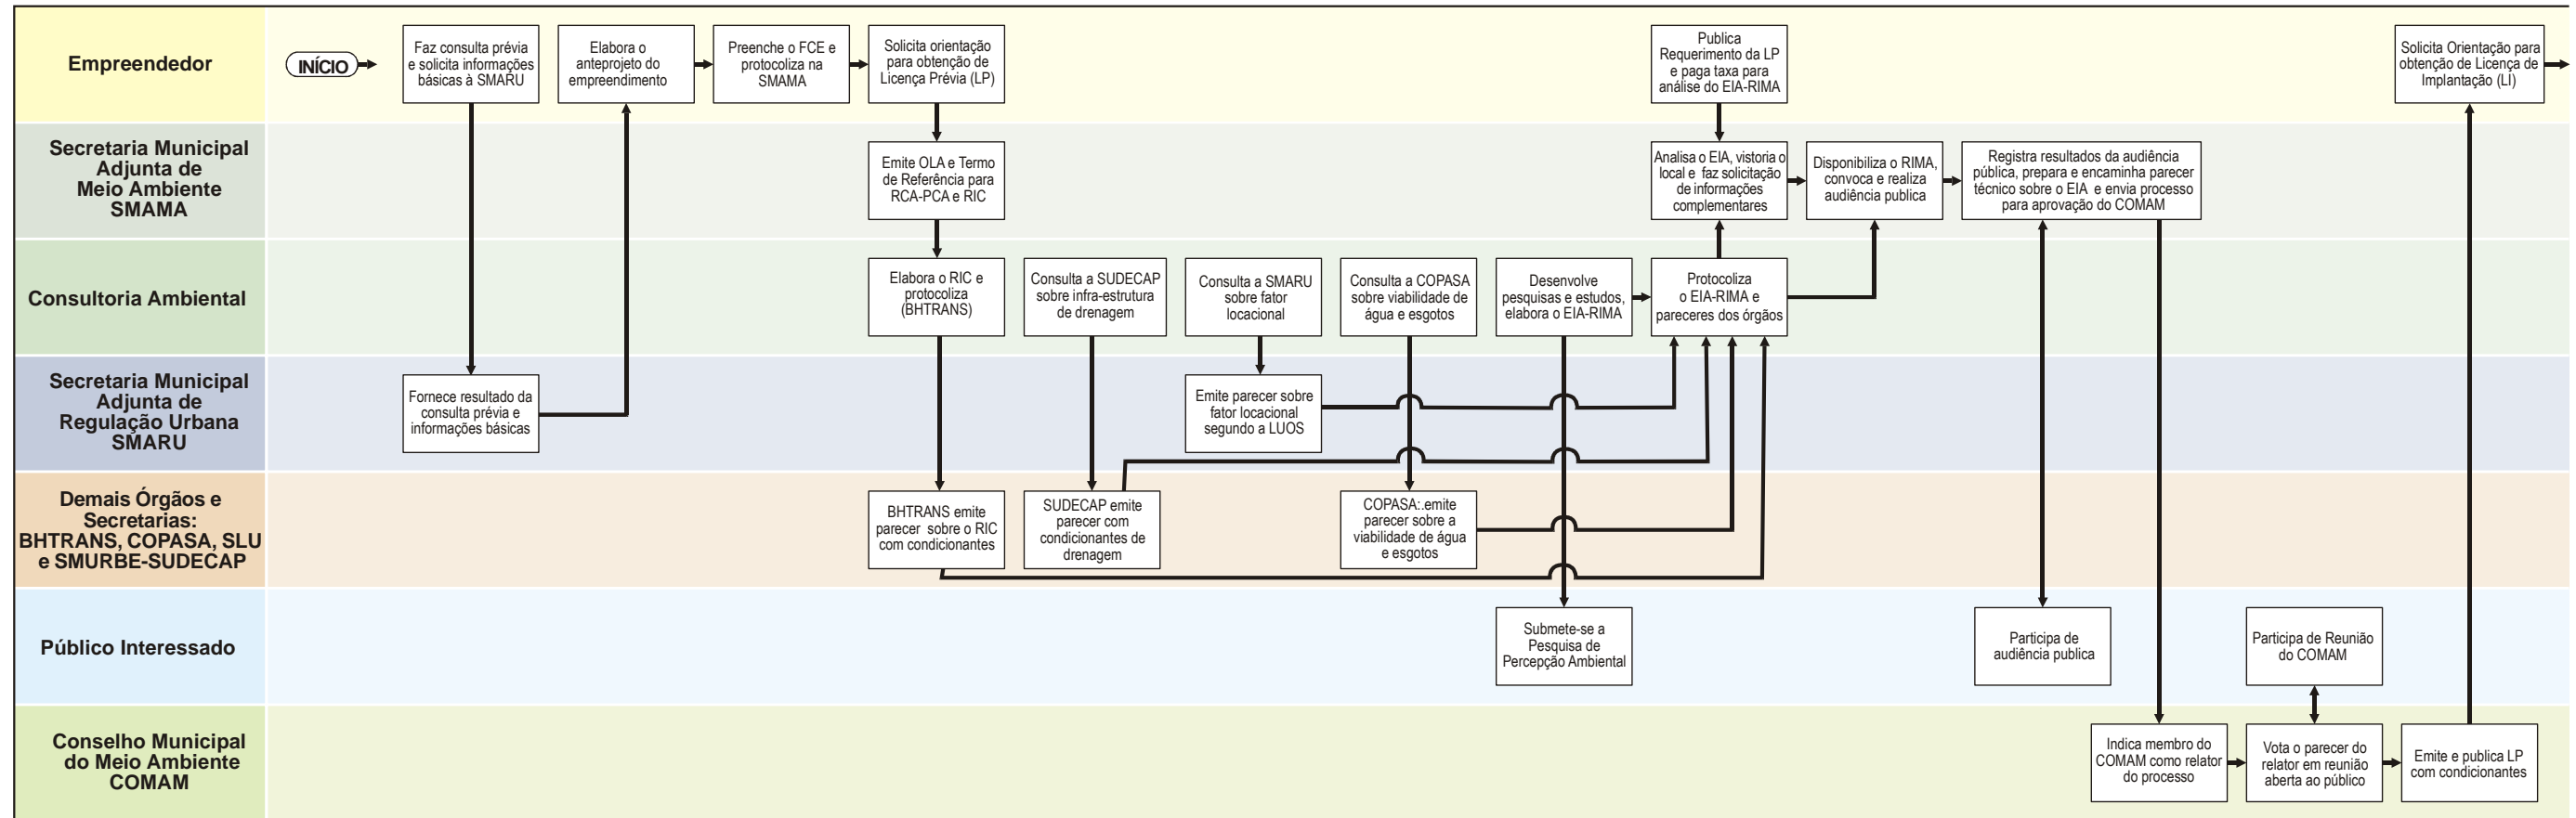 Empreendedor
INÍCIO
Faz consulta prévia
e solicita informações
básicas à SMARU
Elabora o
anteprojeto do
empreendimento
Preenche o FCE e
protocoliza na
SMAMA
Solicita orientação
para obtenção de
Licença Prévia (LP)
Publica
Requerimento da LP
e paga taxa para
análise do EIA-RIMA
Solicita Orientação para
obtenção de Licença de
Implantação (LI)
Secretaria Municipal
Adjunta de
Meio Ambiente
SMAMA
Emite OLA e Termo
de Referência para
RCA-PCA e RIC
Analisa o EIA, vistoria o
local e faz solicitação
de informações
complementares
Disponibiliza o RIMA,
convoca e realiza
audiência publica
Registra resultados da audiência
pública, prepara e encaminha parecer
técnico sobre o EIA e envia processo
para aprovação do COMAM
Consultoria Ambiental
Elabora o RIC e
protocoliza
(BHTRANS)
Consulta a SUDECAP
sobre infra-estrutura
de drenagem
Consulta a SMARU
sobre fator
locacional
Consulta a COPASA
sobre viabilidade de
água e esgotos
Desenvolve
pesquisas e estudos,
elabora o EIA-RIMA
Protocoliza
o EIA-RIMA e
pareceres dos órgãos
Secretaria Municipal
Adjunta de
Regulação Urbana
SMARU
Fornece resultado da
consulta prévia e
informações básicas
Emite parecer sobre
fator locacional
segundo a LUOS
Demais Órgãos e
Secretarias:
BHTRANS, COPASA, SLU
e SMURBE-SUDECAP
BHTRANS emite
parecer sobre o RIC
com condicionantes
SUDECAP emite
parecer com
condicionantes de
drenagem
COPASA:.emite
parecer sobre a
viabilidade de água
e esgotos
Público Interessado
Submete-se a
Pesquisa de
Percepção Ambiental
Participa de
audiência publica
Participa de Reunião
do COMAM
Conselho Municipal
do Meio Ambiente
COMAM
Indica membro do
COMAM como relator
do processo
Vota o parecer do
relator em reunião
aberta ao público
Emite e publica LP
com condicionantes